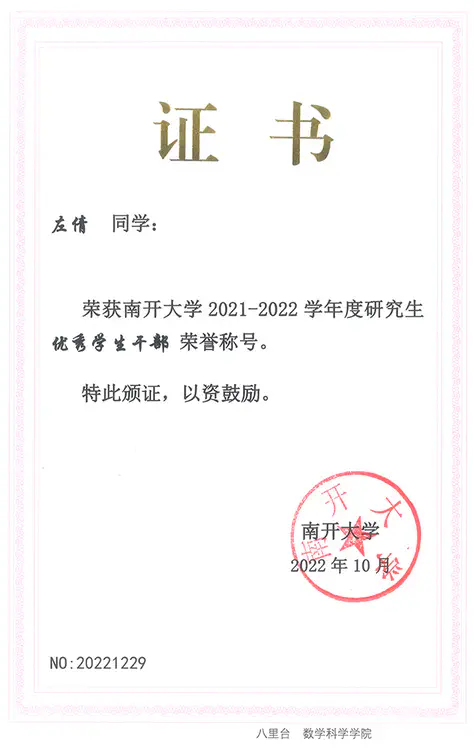 证书
左倩 同学：
荣获南开大学 2021-2022 学年度研究生
优秀学生干部 荣誉称号。
特此颁证，以资鼓励。
南开大学
南开大学
2022 年 10 月
NO:20221229
八里台 数学科学学院